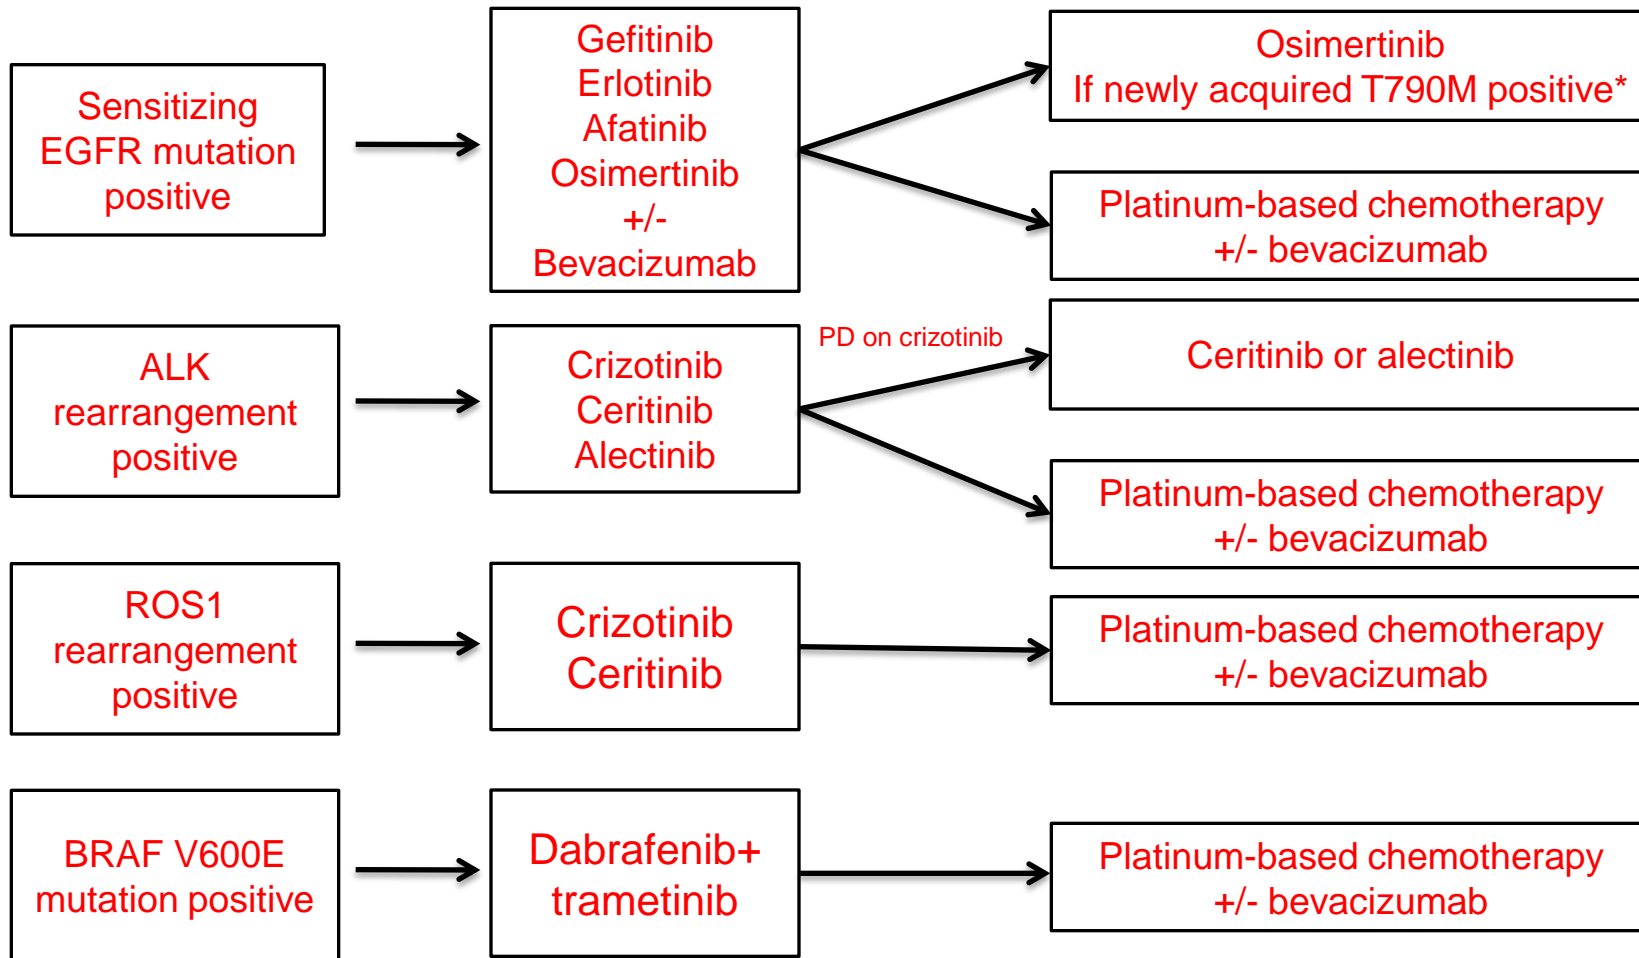 Sensitizing
EGFR mutation
positive
Gefitinib
Erlotinib
Afatinib
Osimertinib
+/-
Bevacizumab
Osimertinib
If newly acquired T790M positive*
Platinum-based chemotherapy
+/- bevacizumab
ALK
rearrangement
positive
Crizotinib
Ceritinib
Alectinib
PD on crizotinib
Ceritinib or alectinib
Platinum-based chemotherapy
+/- bevacizumab
ROS1
rearrangement
positive
Crizotinib
Ceritinib
Platinum-based chemotherapy
+/- bevacizumab
BRAF V600E
mutation positive
Dabrafenib+
trametinib
Platinum-based chemotherapy
+/- bevacizumab